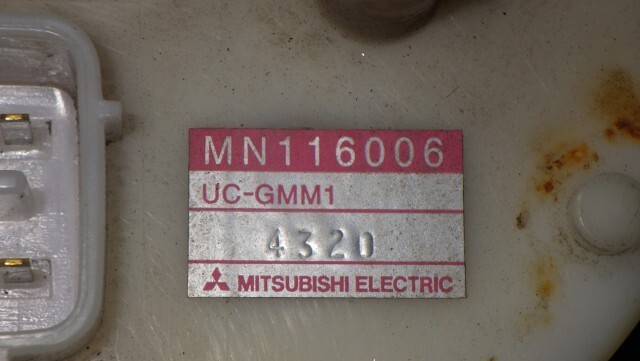 MN116006
UC-GMM1
4320
MITSUBISHI ELECTRIC